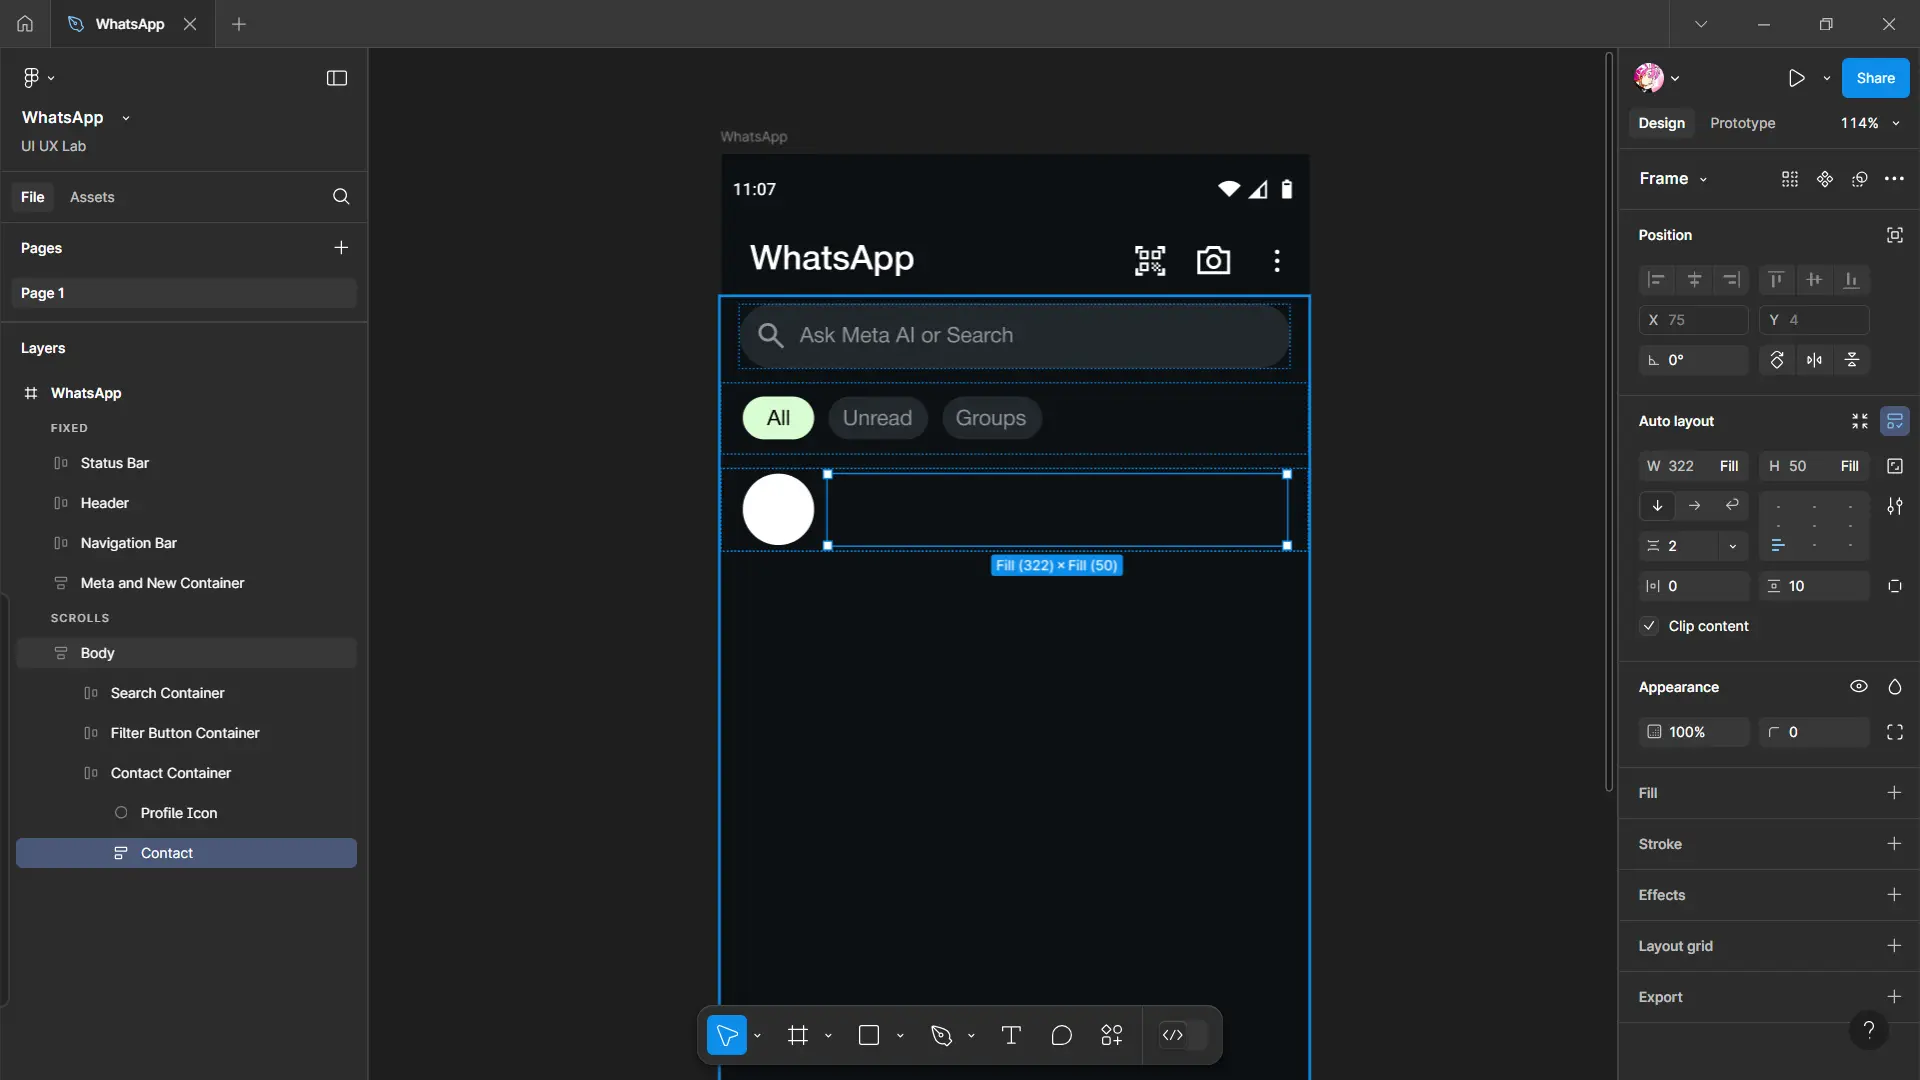 WhatsApp
WhatsApp
UI UX Lab
File Assets
Pages
Page 1
Layers
WhatsApp
FIXED
Status Bar
Header
Navigation Bar
Meta and New Container
SCROLLS
Body
Search Container
Filter Button Container
Contact Container
Profile Icon
Contact
WhatsApp
11:07
WhatsApp
Ask Meta AI or Search
All Unread Groups
Fill (322) × Fill (50)
Share
Design Prototype 114%
Frame
Position
X 75 Y 4
0°
Auto layout
W 322 Fill H 50 Fill
2
0 10
Clip content
Appearance
100% 0
Fill
Stroke
Effects
Layout grid
Export
?